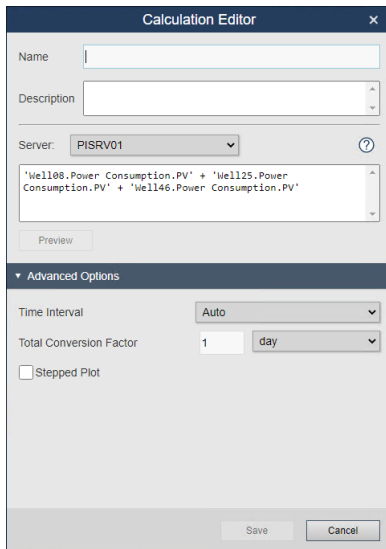 Calculation Editor ×
Name
Description
Server: PISRV01 ?
'Well08.Power Consumption.PV' + 'Well25.Power
Consumption.PV' + 'Well46.Power Consumption.PV'
Preview
Advanced Options
Time Interval Auto
Total Conversion Factor 1 day
Stepped Plot
Save Cancel